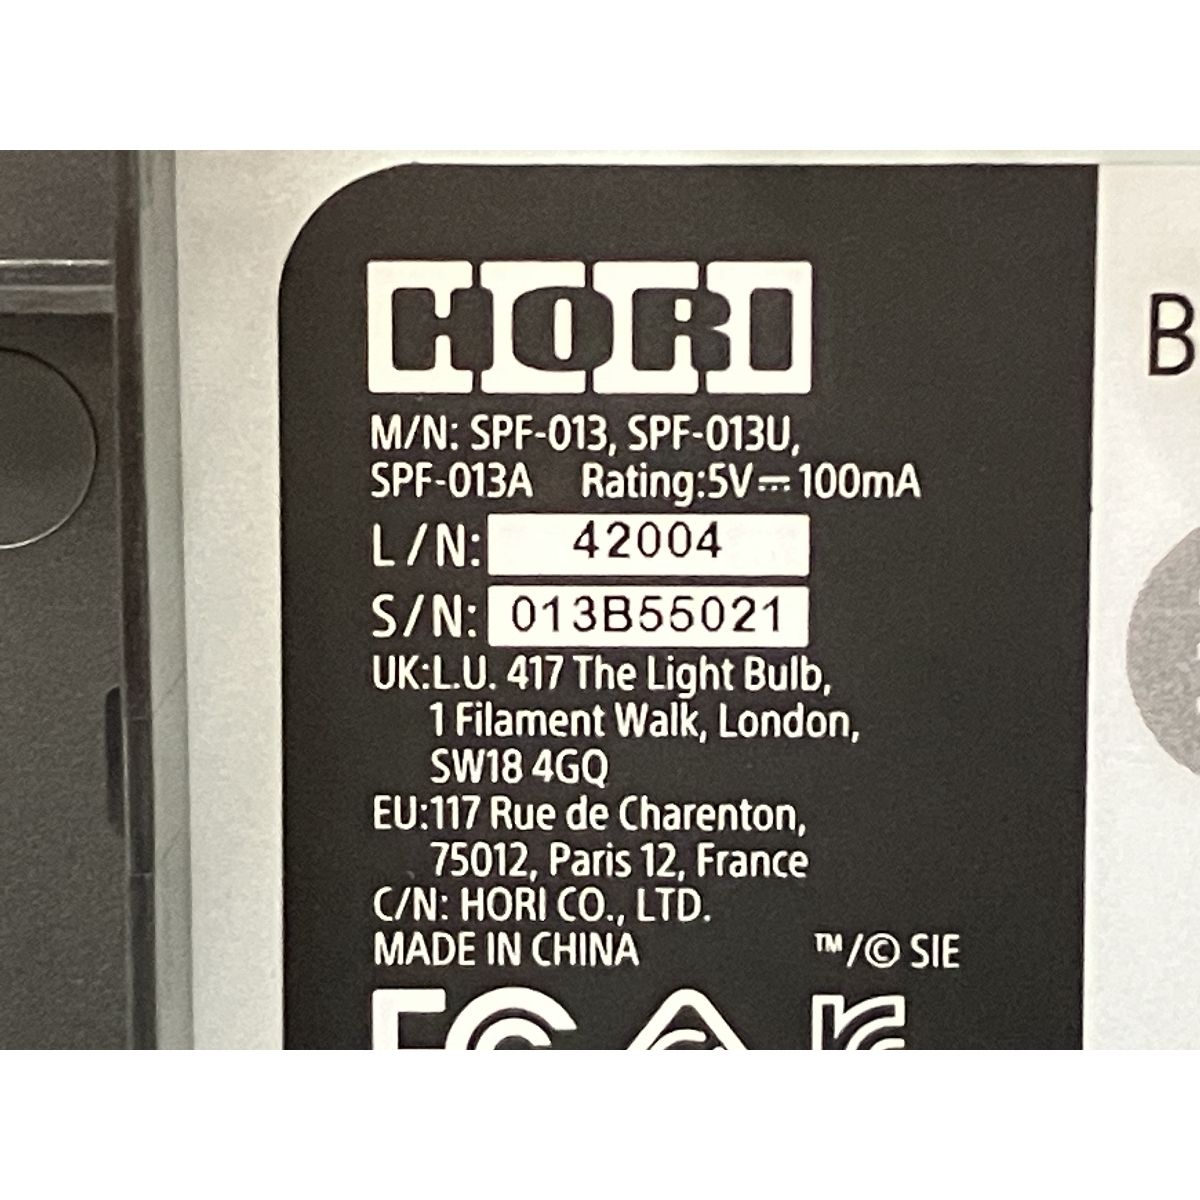 HORI
M/N: SPF-013, SPF-013U,
SPF-013A Rating:5V⎓100mA
L/N: 42004
S/N: 013B55021
UK:L.U. 417 The Light Bulb,
1 Filament Walk, London,
SW18 4GQ
EU:117 Rue de Charenton,
75012, Paris 12, France
C/N: HORI CO., LTD.
MADE IN CHINA ™/© SIE
FC
B